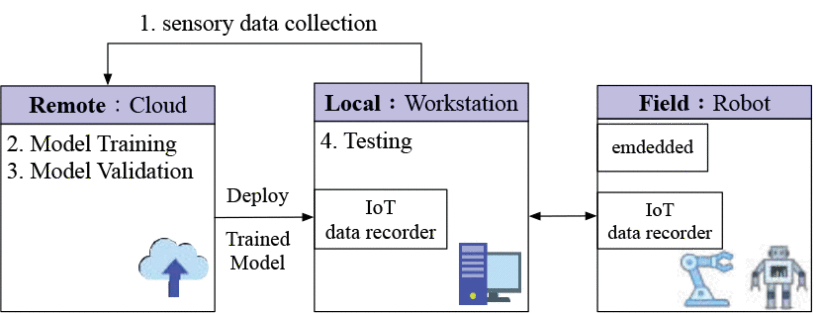 1. sensory data collection
Remote：Cloud
2. Model Training
3. Model Validation
Deploy
Trained
Model
Local：Workstation
4. Testing
IoT
data recorder
Field：Robot
emdedded
IoT
data recorder